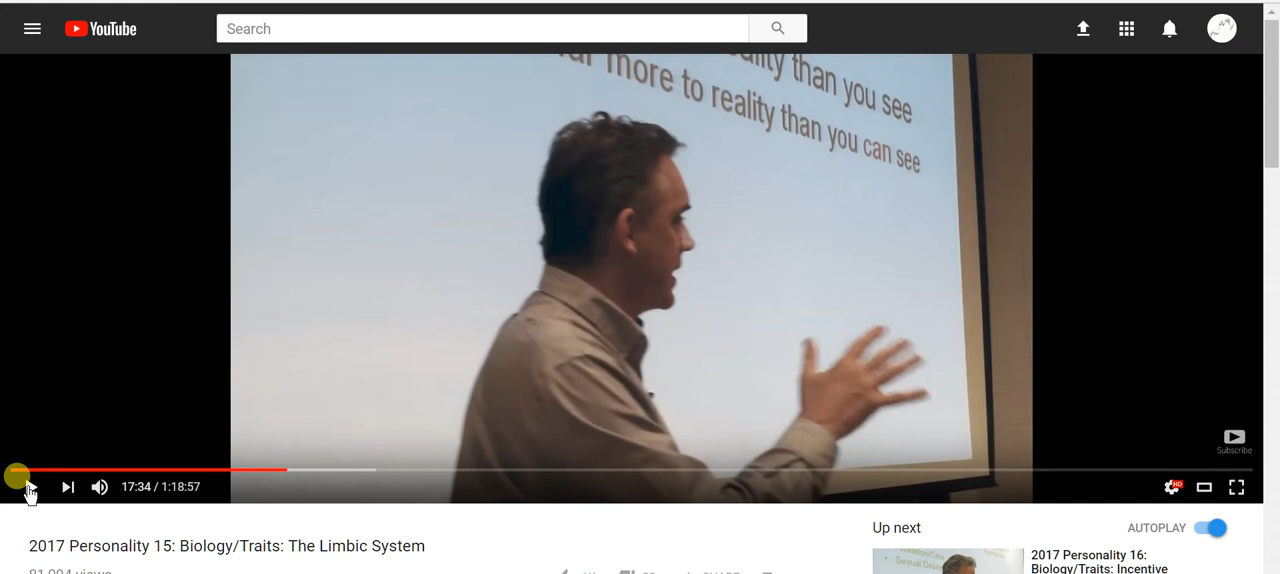 YouTube
Search
more to reality than you see
than you can see
Subscribe
HD
17:34 / 1:18:57
2017 Personality 15: Biology/Traits: The Limbic System
Up next
AUTOPLAY
2017 Personality 16:
Biology/Traits: Incentive